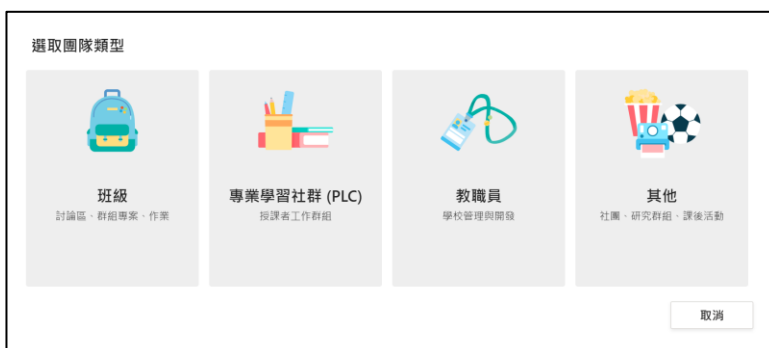 選取團隊類型
班級
討論區、群組專案、作業
專業學習社群 (PLC)
授課者工作群組
教職員
學校管理與開發
其他
社團、研究群組、課後活動
取消